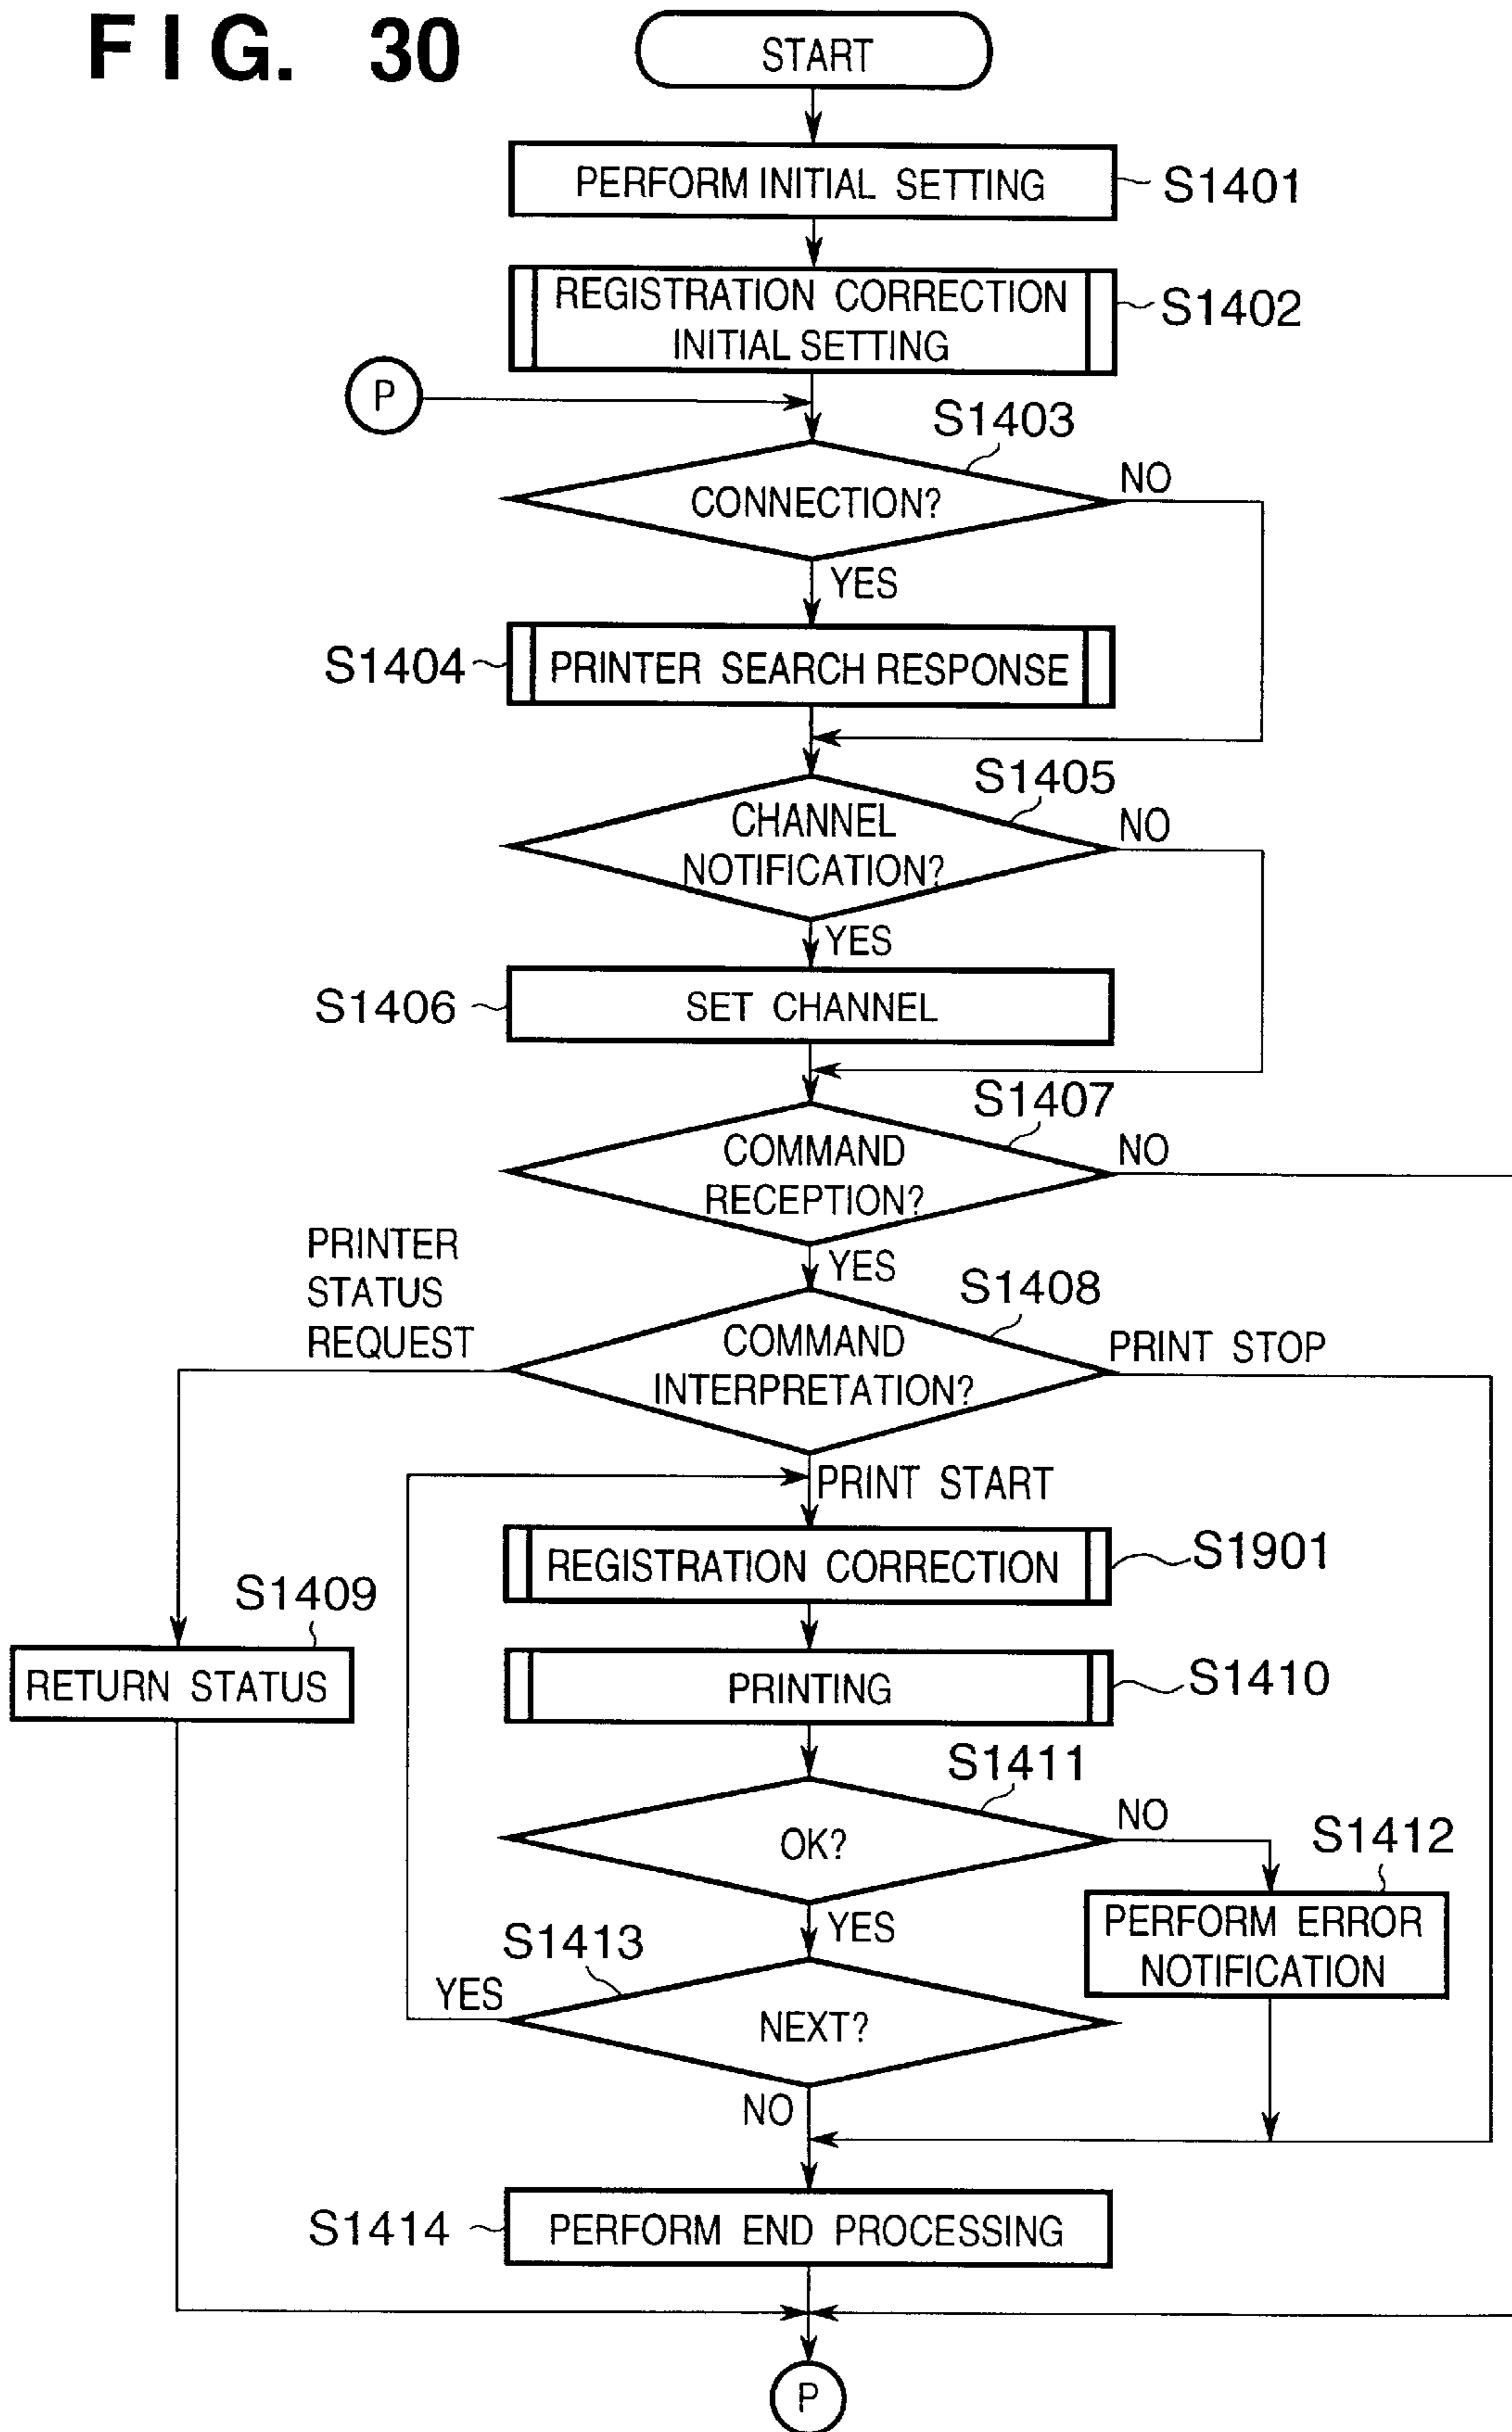 FIG. 30
START
PERFORM INITIAL SETTING
S1401
REGISTRATION CORRECTION
INITIAL SETTING
S1402
P
S1403
CONNECTION?
NO
YES
S1404
PRINTER SEARCH RESPONSE
S1405
CHANNEL
NOTIFICATION?
NO
YES
S1406
SET CHANNEL
S1407
COMMAND
RECEPTION?
NO
YES
PRINTER
STATUS
REQUEST
S1408
COMMAND
INTERPRETATION?
PRINT STOP
PRINT START
REGISTRATION CORRECTION
S1901
S1409
RETURN STATUS
PRINTING
S1410
S1411
OK?
NO
S1412
PERFORM ERROR
NOTIFICATION
YES
S1413
YES
NEXT?
NO
S1414
PERFORM END PROCESSING
P